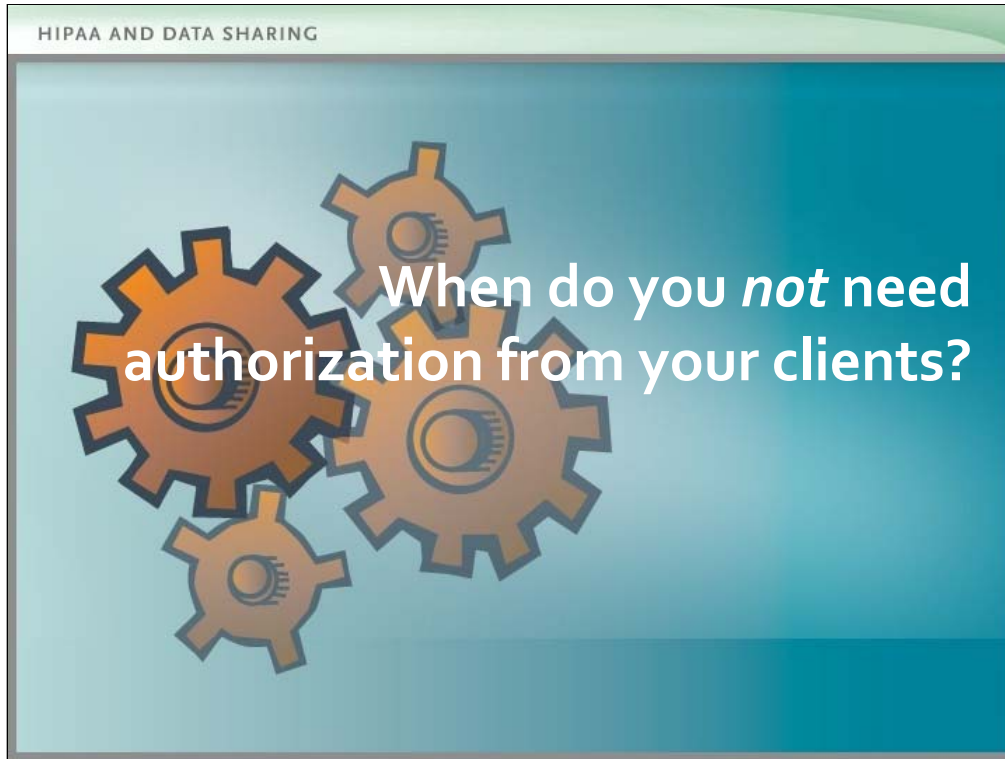 HIPAA AND DATA SHARING
When do you not need
authorization from your clients?